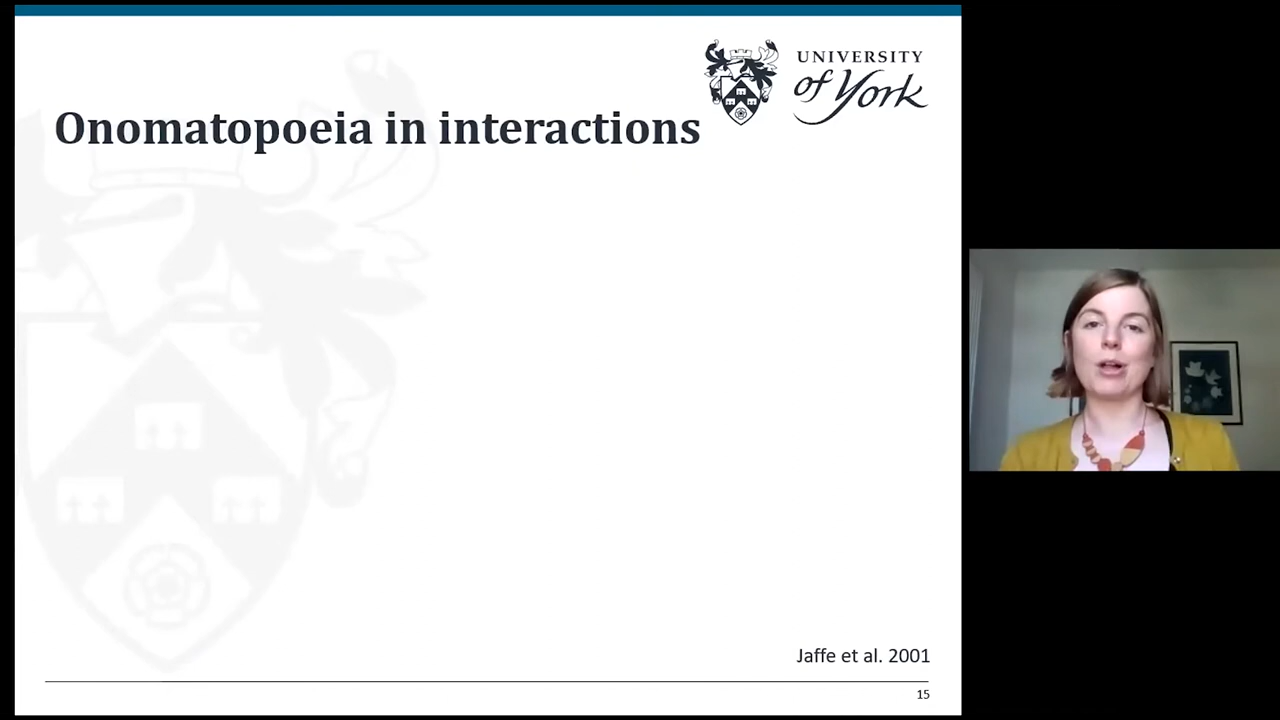 UNIVERSITY
of York
Onomatopoeia in interactions
Jaffe et al. 2001
15